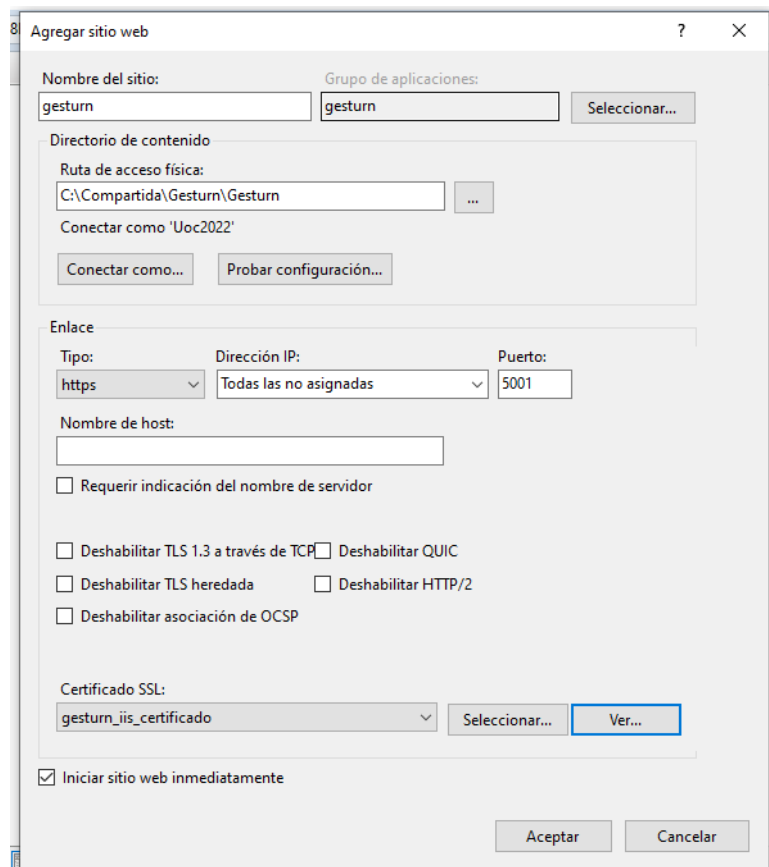 Agregar sitio web ?
Nombre del sitio: Grupo de aplicaciones:
gesturn gesturn Seleccionar...
Directorio de contenido
Ruta de acceso física:
C:\Compartida\Gesturn\Gesturn ...
Conectar como 'Uoc2022'
Conectar como... Probar configuración...
Enlace
Tipo: Dirección IP: Puerto:
https Todas las no asignadas 5001
Nombre de host:
Requerir indicación del nombre de servidor
Deshabilitar TLS 1.3 a través de TCP Deshabilitar QUIC
Deshabilitar TLS heredada Deshabilitar HTTP/2
Deshabilitar asociación de OCSP
Certificado SSL:
gesturn_iis_certificado Seleccionar... Ver...
Iniciar sitio web inmediatamente
Aceptar Cancelar